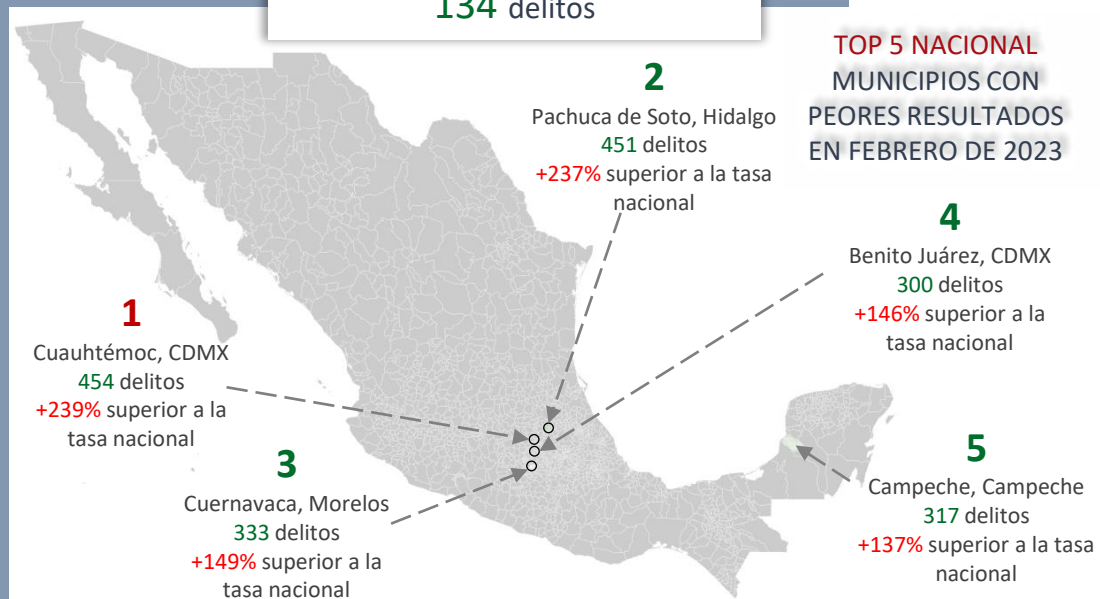 134 delitos
TOP 5 NACIONAL
MUNICIPIOS CON
PEORES RESULTADOS
EN FEBRERO DE 2023
1
Cuauhtémoc, CDMX
454 delitos
+239% superior a la
tasa nacional
2
Pachuca de Soto, Hidalgo
451 delitos
+237% superior a la tasa
nacional
3
Cuernavaca, Morelos
333 delitos
+149% superior a la
tasa nacional
4
Benito Juárez, CDMX
300 delitos
+146% superior a la
tasa nacional
5
Campeche, Campeche
317 delitos
+137% superior a la tasa
nacional